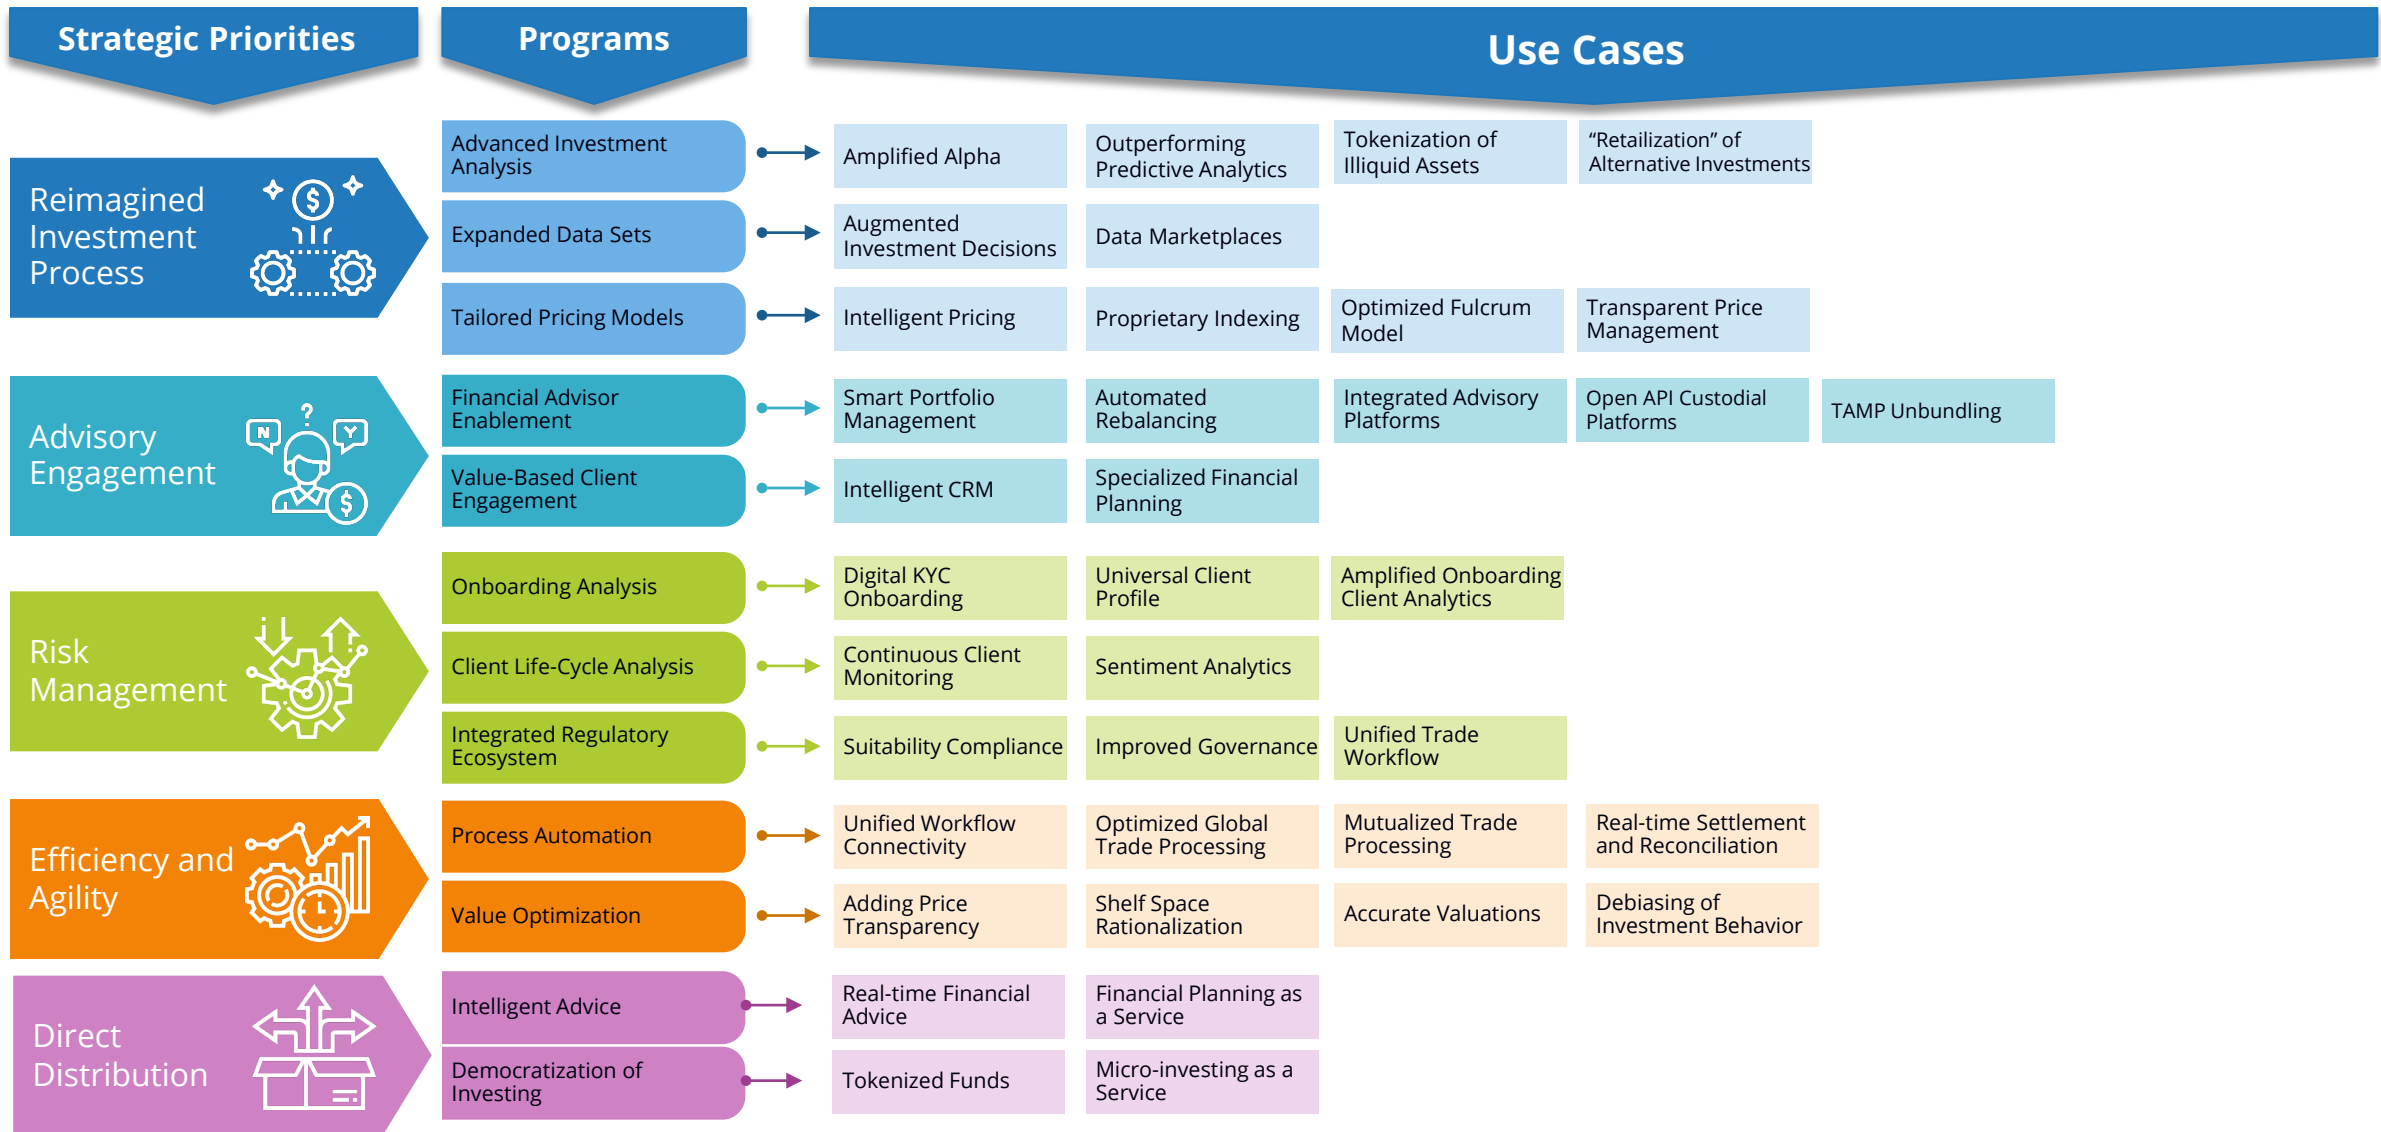 Strategic Priorities
Programs
Use Cases
Reimagined
Investment
Process
Advanced Investment
Analysis
Amplified Alpha
Outperforming
Predictive Analytics
Tokenization of
Illiquid Assets
“Retailization” of
Alternative Investments
Expanded Data Sets
Augmented
Investment Decisions
Data Marketplaces
Tailored Pricing Models
Intelligent Pricing
Proprietary Indexing
Optimized Fulcrum
Model
Transparent Price
Management
Advisory
Engagement
N
?
Y
$
Financial Advisor
Enablement
Smart Portfolio
Management
Automated
Rebalancing
Integrated Advisory
Platforms
Open API Custodial
Platforms
TAMP Unbundling
Value-Based Client
Engagement
Intelligent CRM
Specialized Financial
Planning
Risk
Management
Onboarding Analysis
Digital KYC
Onboarding
Universal Client
Profile
Amplified Onboarding
Client Analytics
Client Life-Cycle Analysis
Continuous Client
Monitoring
Sentiment Analytics
Integrated Regulatory
Ecosystem
Suitability Compliance
Improved Governance
Unified Trade
Workflow
Efficiency and
Agility
Process Automation
Unified Workflow
Connectivity
Optimized Global
Trade Processing
Mutualized Trade
Processing
Real-time Settlement
and Reconciliation
Value Optimization
Adding Price
Transparency
Shelf Space
Rationalization
Accurate Valuations
Debiasing of
Investment Behavior
Direct
Distribution
Intelligent Advice
Real-time Financial
Advice
Financial Planning as
a Service
Democratization of
Investing
Tokenized Funds
Micro-investing as a
Service